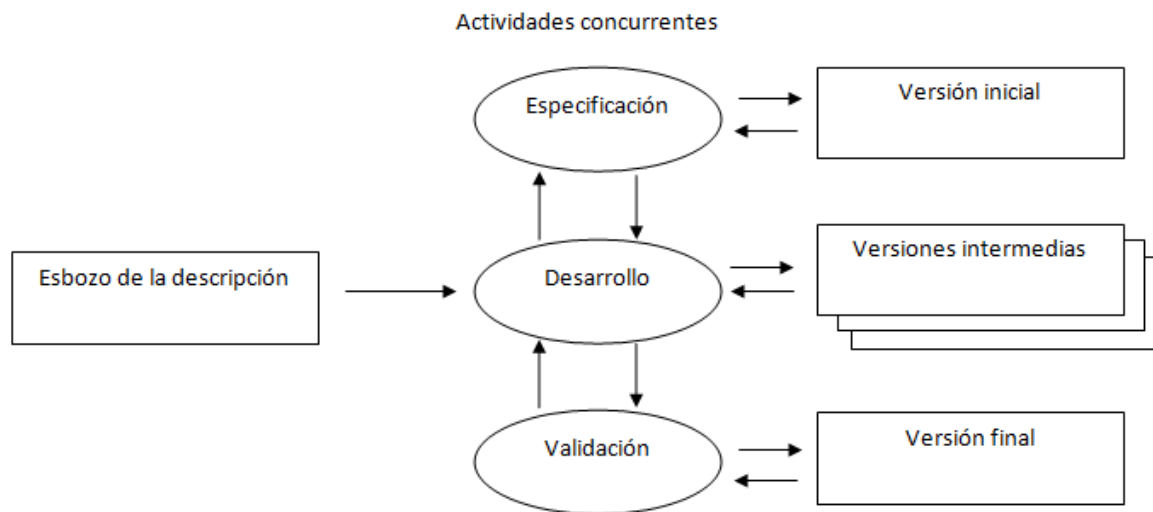 Actividades concurrentes
Especificación
Versión inicial
Versiones intermedias
Esbozo de la descripción
Desarrollo
Validación
Versión final